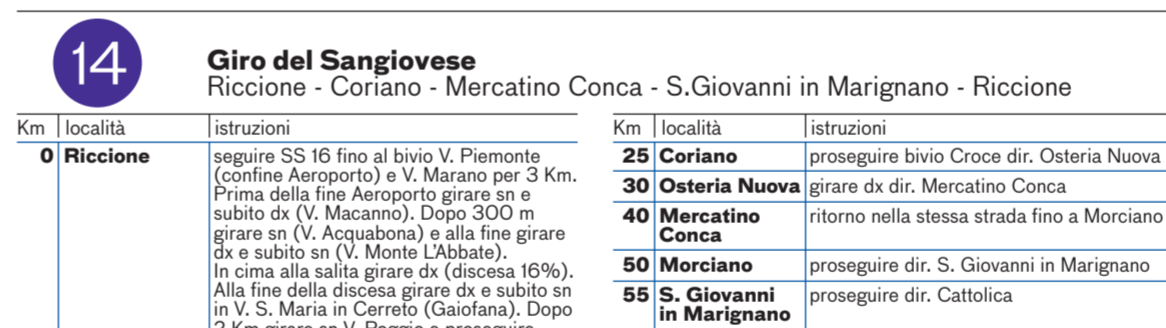 14
Giro del Sangiovese
Riccione - Coriano - Mercatino Conca - S.Giovanni in Marignano - Riccione
Km località istruzioni
0 Riccione seguire SS 16 fino al bivio V. Piemonte
(confine Aeroporto) e V. Marano per 3 Km.
Prima della fine Aeroporto girare sn e
subito dx (V. Macanno). Dopo 300 m
girare sn (V. Acquabona) e alla fine girare
dx e subito sn (V. Monte L'Abbate).
In cima alla salita girare dx (discesa 16%).
Alla fine della discesa girare dx e subito sn
in V. S. Maria in Cerreto (Gaiofana). Dopo
2 Km girare sn V. Poggio e proseguire
Km località istruzioni
25 Coriano proseguire bivio Croce dir. Osteria Nuova
30 Osteria Nuova girare dx dir. Mercatino Conca
40 Mercatino ritorno nella stessa strada fino a Morciano
Conca
50 Morciano proseguire dir. S. Giovanni in Marignano
55 S. Giovanni proseguire dir. Cattolica
in Marignano